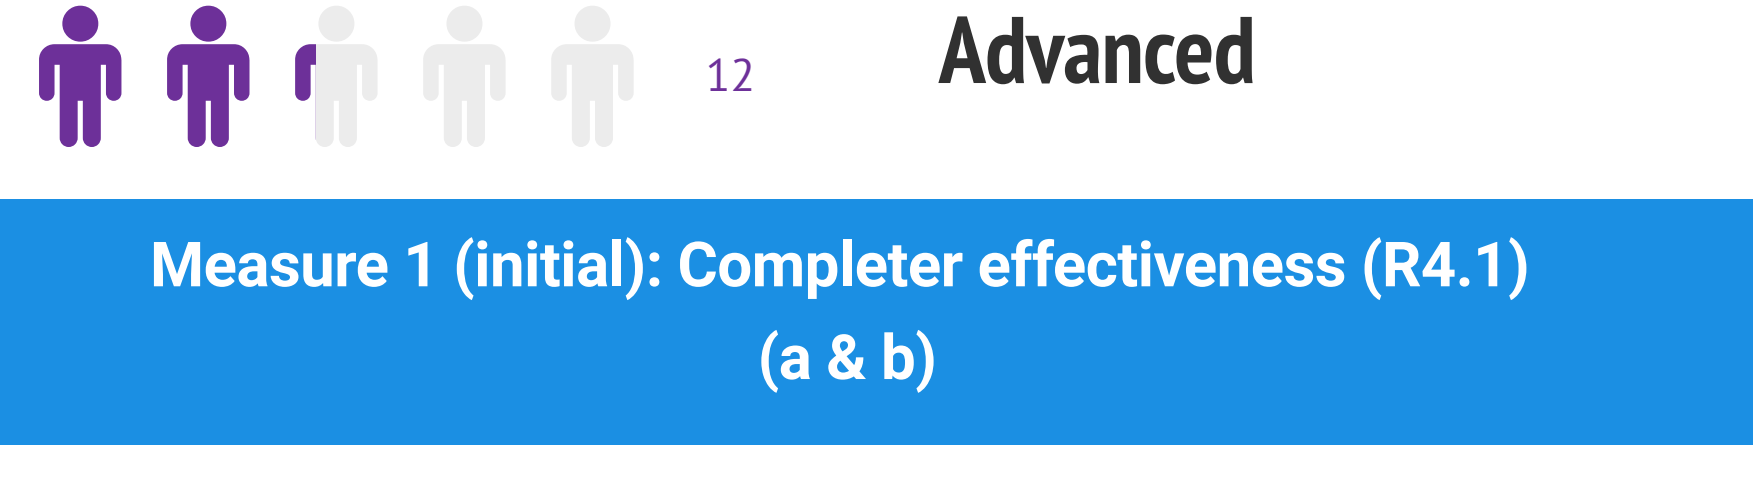 12
Advanced
Measure 1 (initial): Completer effectiveness (R4.1)
(a & b)